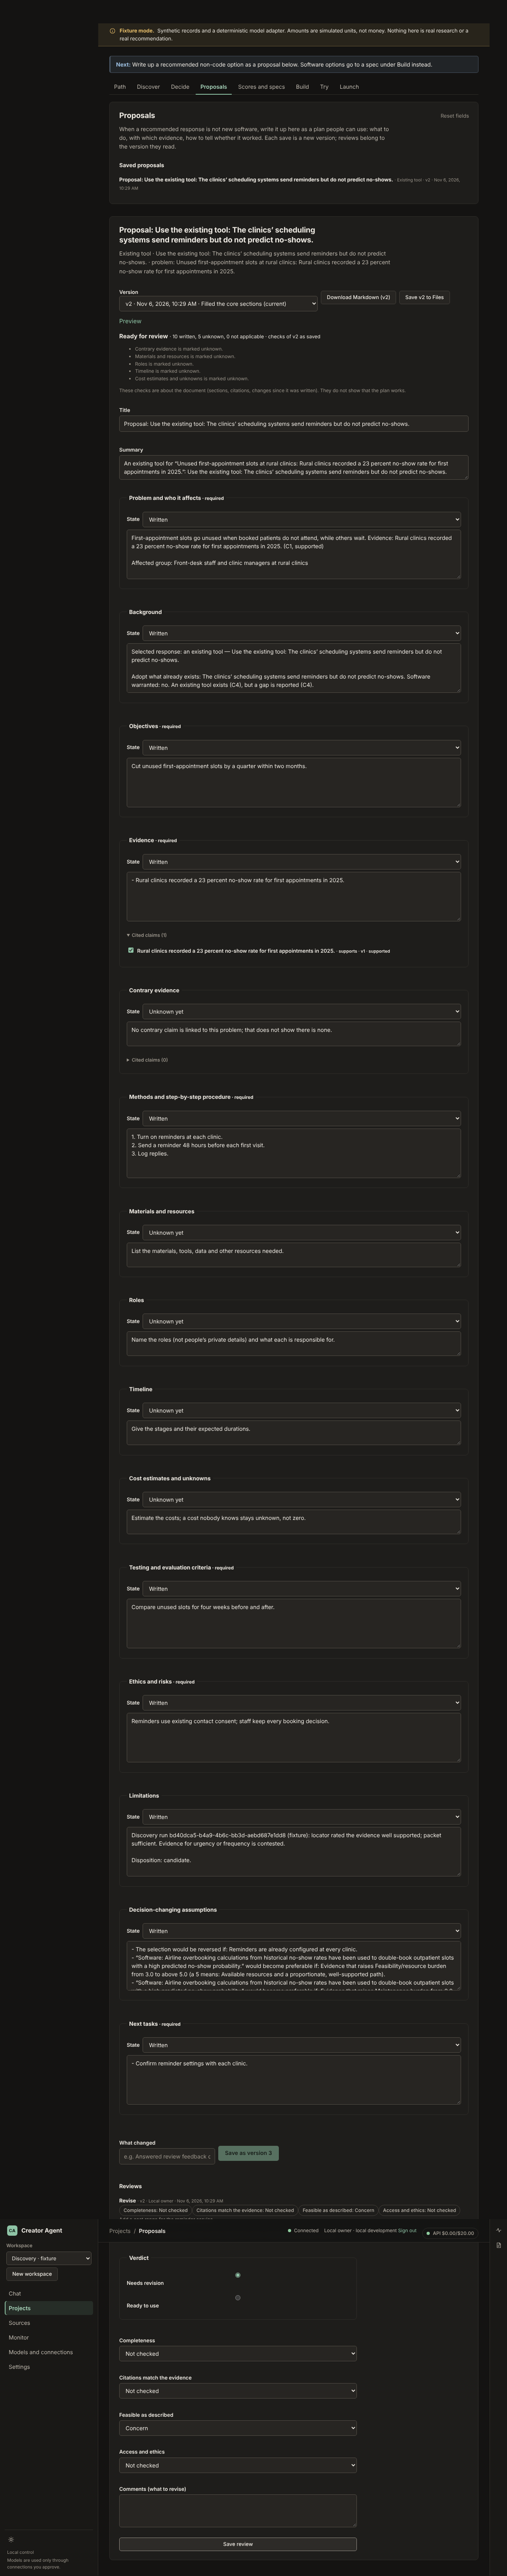 Fixture mode. Synthetic records and a deterministic model adapter. Amounts are simulated units, not money. Nothing here is real research or a
real recommendation.
Next: Write up a recommended non-code option as a proposal below. Software options go to a spec under Build instead.
Path Discover Decide Proposals Scores and specs Build Try Launch
Proposals
Reset fields
When a recommended response is not new software, write it up here as a plan people can use: what to
do, with which evidence, how to tell whether it worked. Each save is a new version; reviews belong to
the version they read.
Saved proposals
Proposal: Use the existing tool: The clinics' scheduling systems send reminders but do not predict no-shows. · Existing tool · v2 · Nov 6, 2026,
10:29 AM
Proposal: Use the existing tool: The clinics' scheduling
systems send reminders but do not predict no-shows.
Existing tool · Use the existing tool: The clinics' scheduling systems send reminders but do not predict
no-shows. · problem: Unused first-appointment slots at rural clinics: Rural clinics recorded a 23 percent
no-show rate for first appointments in 2025.
Version
v2 · Nov 6, 2026, 10:29 AM · Filled the core sections (current)
Download Markdown (v2)
Save v2 to Files
Preview
Ready for review · 10 written, 5 unknown, 0 not applicable · checks of v2 as saved
• Contrary evidence is marked unknown.
• Materials and resources is marked unknown.
• Roles is marked unknown.
• Timeline is marked unknown.
• Cost estimates and unknowns is marked unknown.
These checks are about the document (sections, citations, changes since it was written). They do not show that the plan works.
Title
Proposal: Use the existing tool: The clinics' scheduling systems send reminders but do not predict no-shows.
Summary
An existing tool for "Unused first-appointment slots at rural clinics: Rural clinics recorded a 23 percent no-show rate for first
appointments in 2025.": Use the existing tool: The clinics' scheduling systems send reminders but do not predict no-shows.
Problem and who it affects · required
State Written
First-appointment slots go unused when booked patients do not attend, while others wait. Evidence: Rural clinics recorded
a 23 percent no-show rate for first appointments in 2025. (C1, supported)
Affected group: Front-desk staff and clinic managers at rural clinics
Background
State Written
Selected response: an existing tool — Use the existing tool: The clinics' scheduling systems send reminders but do not
predict no-shows.
Adopt what already exists: The clinics' scheduling systems send reminders but do not predict no-shows. Software
warranted: no. An existing tool exists (C4), but a gap is reported (C4).
Objectives · required
State Written
Cut unused first-appointment slots by a quarter within two months.
Evidence · required
State Written
- Rural clinics recorded a 23 percent no-show rate for first appointments in 2025.
▾ Cited claims (1)
Rural clinics recorded a 23 percent no-show rate for first appointments in 2025. · supports · v1 · supported
Contrary evidence
State Unknown yet
No contrary claim is linked to this problem; that does not show there is none.
▸ Cited claims (0)
Methods and step-by-step procedure · required
State Written
1. Turn on reminders at each clinic.
2. Send a reminder 48 hours before each first visit.
3. Log replies.
Materials and resources
State Unknown yet
List the materials, tools, data and other resources needed.
Roles
State Unknown yet
Name the roles (not people's private details) and what each is responsible for.
Timeline
State Unknown yet
Give the stages and their expected durations.
Cost estimates and unknowns
State Unknown yet
Estimate the costs; a cost nobody knows stays unknown, not zero.
Testing and evaluation criteria · required
State Written
Compare unused slots for four weeks before and after.
Ethics and risks · required
State Written
Reminders use existing contact consent; staff keep every booking decision.
Limitations
State Written
Discovery run bd40dca5-b4a9-4b6c-bb3d-aebd687e1dd8 (fixture): locator rated the evidence well supported; packet
sufficient. Evidence for urgency or frequency is contested.
Disposition: candidate.
Decision-changing assumptions
State Written
- The selection would be reversed if: Reminders are already configured at every clinic.
- "Software: Airline overbooking calculations from historical no-show rates have been used to double-book outpatient slots
with a high predicted no-show probability." would become preferable if: Evidence that raises Feasibility/resource burden
from 3.0 to above 5.0 (a 5 means: Available resources and a proportionate, well-supported path).
- "Software: Airline overbooking calculations from historical no-show rates have been used to double-book outpatient slots
Next tasks · required
State Written
- Confirm reminder settings with each clinic.
What changed
e.g. Answered review feedback
Save as version 3
Reviews
Revise · v2 · Local owner · Nov 6, 2026, 10:29 AM
Completeness: Not checked Citations match the evidence: Not checked Feasible as described: Concern Access and ethics: Not checked
CA Creator Agent
Workspace
Discovery · fixture
New workspace
Chat
Projects
Sources
Monitor
Models and connections
Settings
Local control
Models are used only through
connections you approve.
Projects / Proposals
Connected Local owner · local development Sign out API $0.00/$20.00
Verdict
Needs revision
Ready to use
Completeness
Not checked
Citations match the evidence
Not checked
Feasible as described
Concern
Access and ethics
Not checked
Comments (what to revise)
Save review